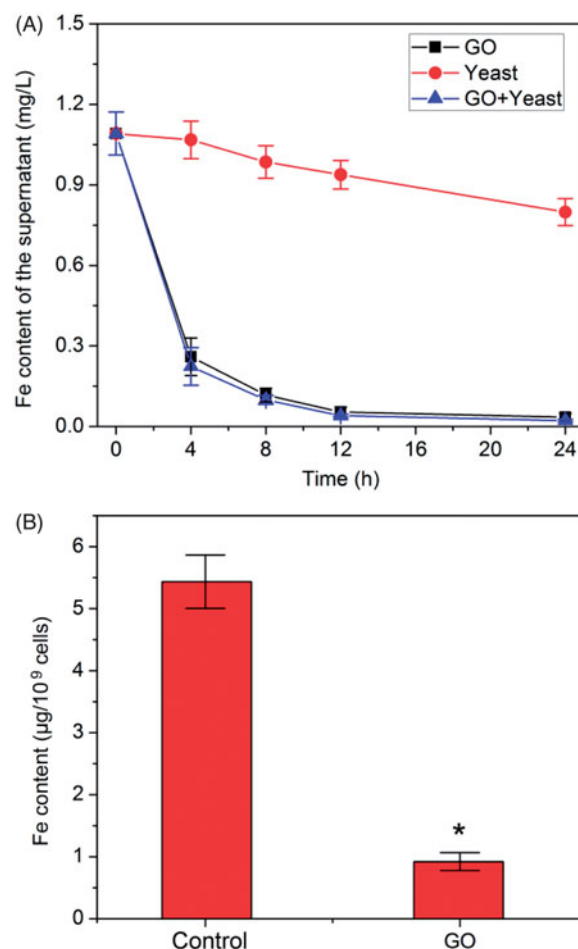 (A)
Fe content of the supernatant (mg/L)
1.5
1.2
0.9
0.6
0.3
0.0
GO
Yeast
GO+Yeast
0 4 8 12 16 20 24
Time (h)
(B)
Fe content (µg/10⁹ cells)
6
5
4
3
2
1
0
*
Control GO